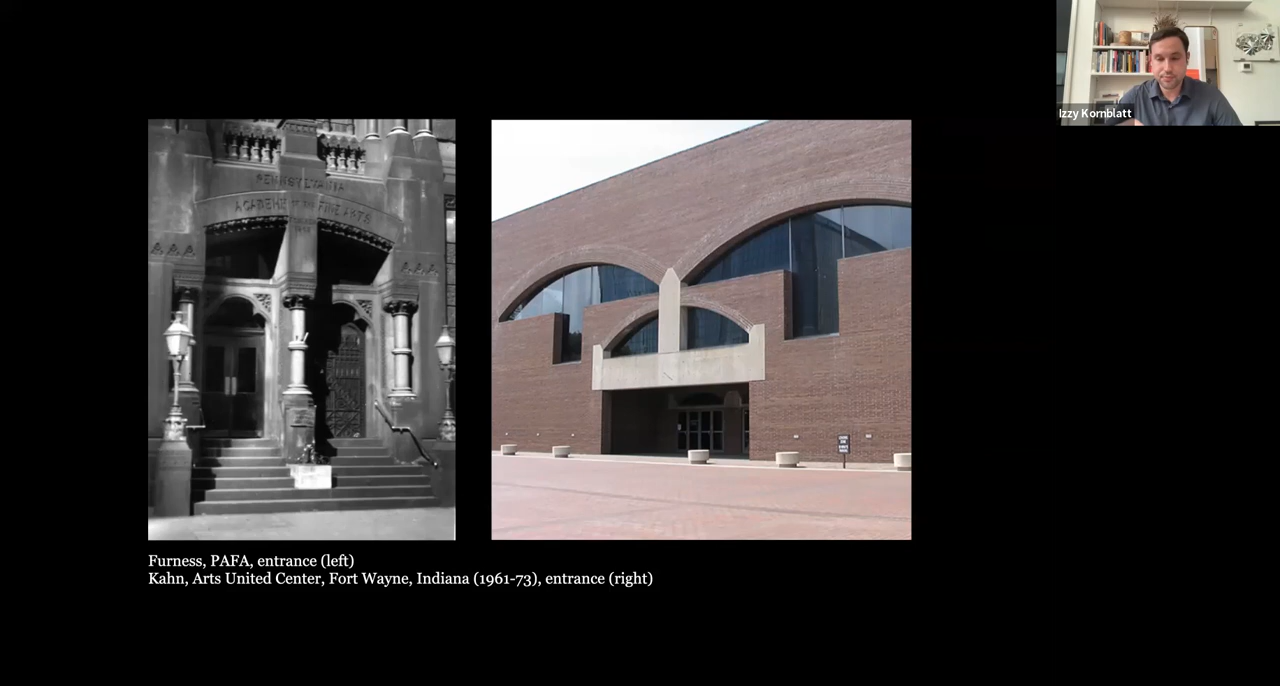 Izzy Kornblatt
PENNSYLVANIA
ACADEMY OF THE FINE ARTS
Furness, PAFA, entrance (left)
Kahn, Arts United Center, Fort Wayne, Indiana (1961-73), entrance (right)